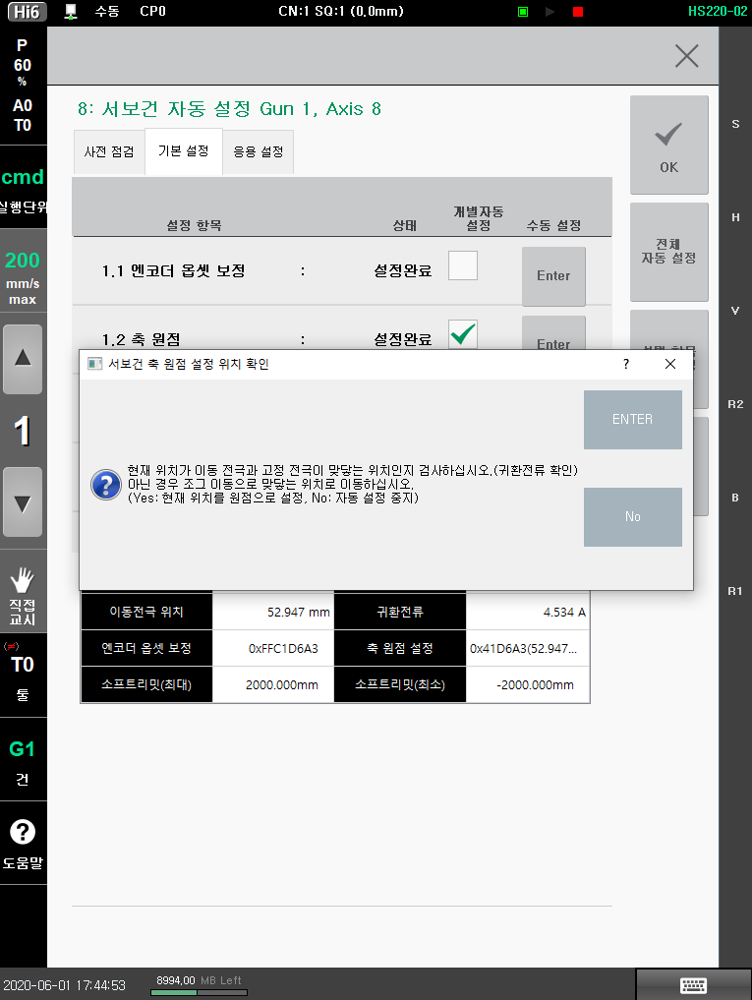 Hi6 수동 CP0 CN:1 SQ:1 (0.0mm) HS220-02
P
60
%
A0
T0
cmd
실행단위
200
mm/s
max
1
직접
교시
T0
툴
G1
건
?
도움말
8: 서보건 자동 설정 Gun 1, Axis 8
사전 점검 기본 설정 응용 설정
설정 항목 상태 개별자동
설정 수동 설정
1.1 엔코더 옵셋 보정 : 설정완료 Enter
1.2 축 원점 : 설정완료 Enter
OK
전체
자동 설정
서보건 축 원점 설정 위치 확인 ?
현재 위치가 이동 전극과 고정 전극이 맞닿는 위치인지 검사하십시오.(귀환전류 확인)
아닌 경우 조그 이동으로 맞닿는 위치로 이동하십시오.
(Yes: 현재 위치를 원점으로 설정, No: 자동 설정 중지)
ENTER
No
이동전극 위치 52.947 mm 귀환전류 4.534 A
엔코더 옵셋 보정 0xFFC1D6A3 축 원점 설정 0x41D6A3(52.947...
소프트리밋(최대) 2000.000mm 소프트리밋(최소) -2000.000mm
S
H
V
R2
B
R1
2020-06-01 17:44:53 8994.00 MB Left